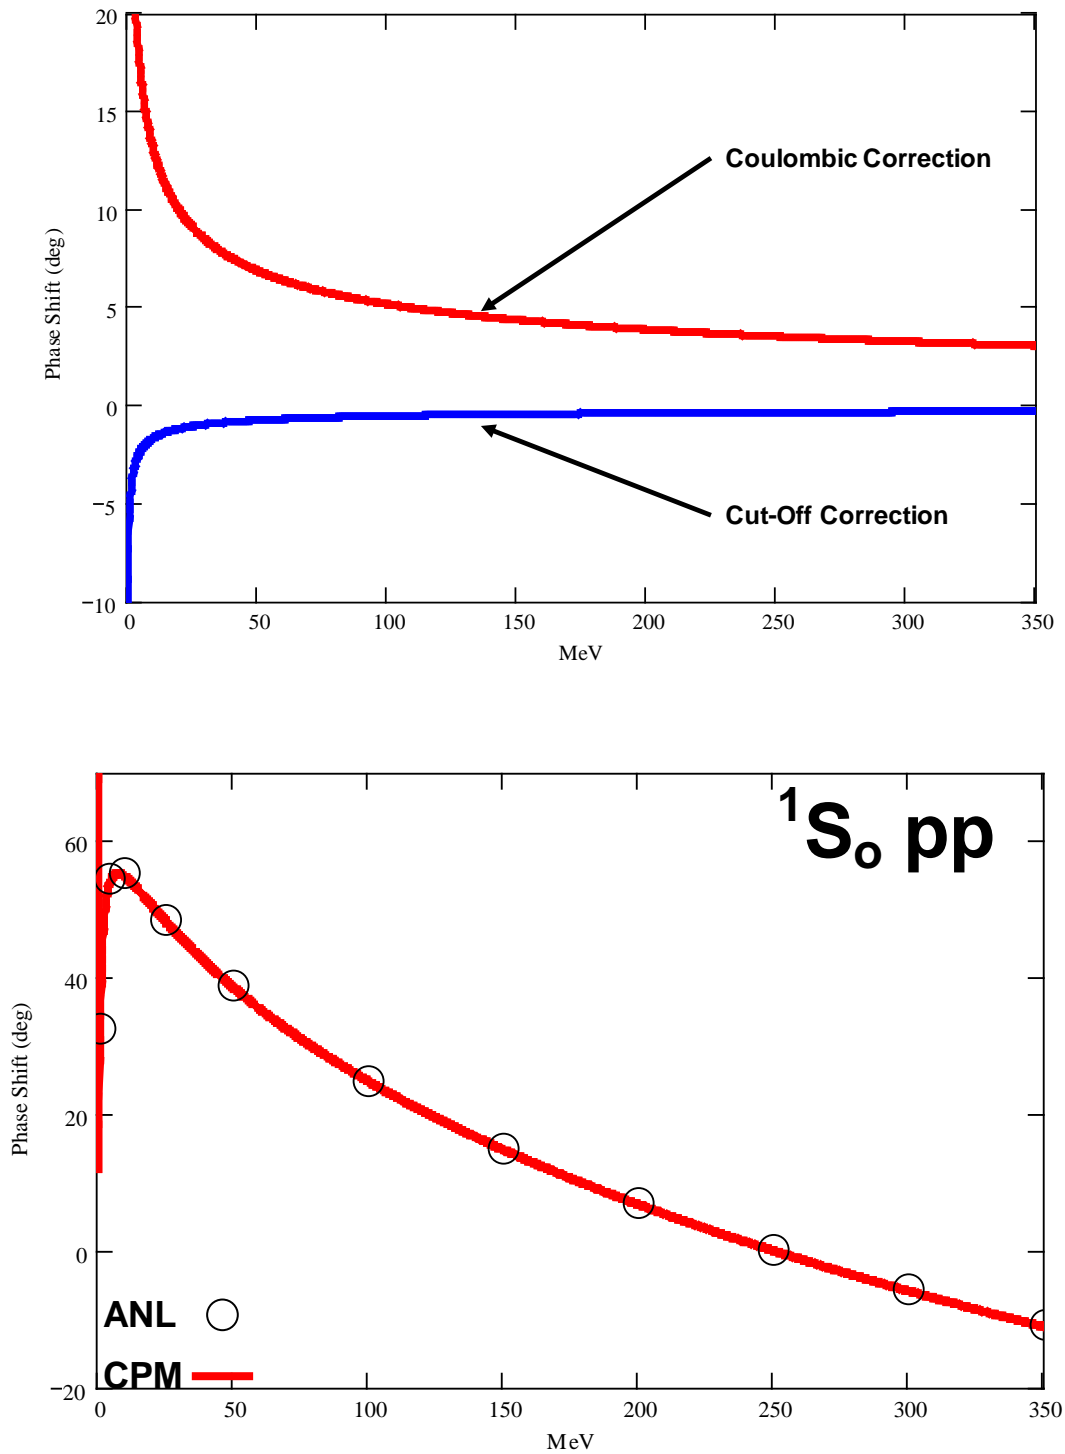 20
15
10
5
0
−5
−10
Phase Shift (deg)
Coulombic Correction
Cut-Off Correction
0 50 100 150 200 250 300 350
MeV
¹Sₒ pp
60
40
20
0
−20
Phase Shift (deg)
ANL
CPM
0 50 100 150 200 250 300 350
MeV